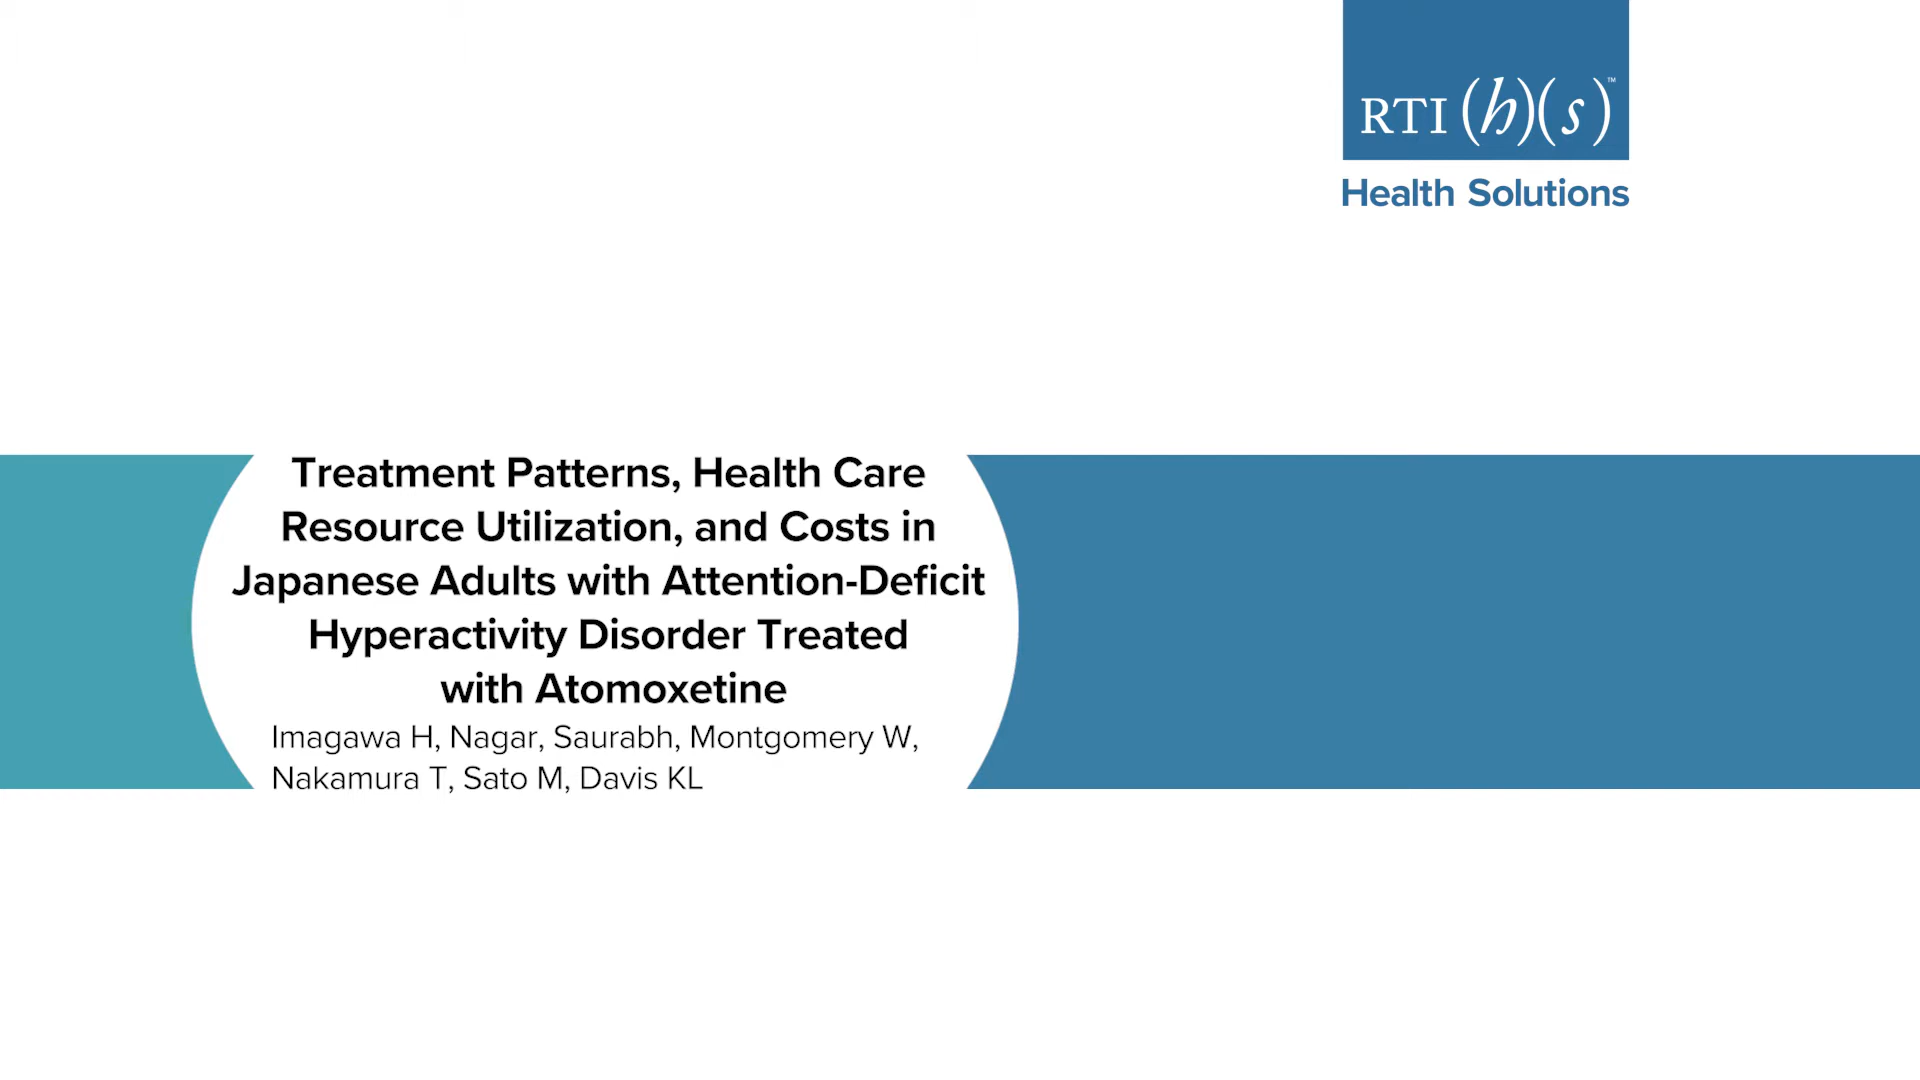 RTI (h)(s)™
Health Solutions
Treatment Patterns, Health Care
Resource Utilization, and Costs in
Japanese Adults with Attention-Deficit
Hyperactivity Disorder Treated
with Atomoxetine
Imagawa H, Nagar, Saurabh, Montgomery W,
Nakamura T, Sato M, Davis KL